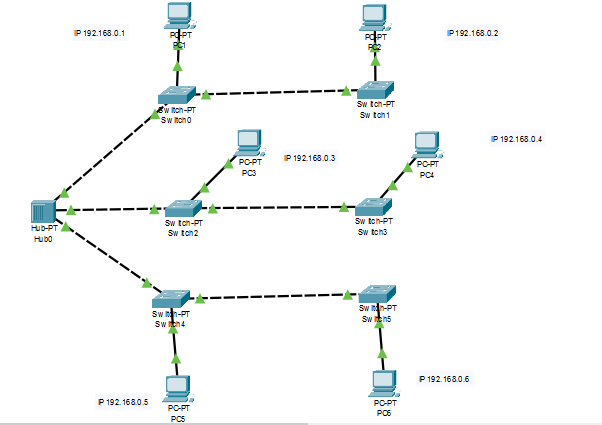 IP 192.168.0.1
PC-PT
PC1
PC-PT
PC2
IP 192.168.0.2
Switch-PT
Switch0
Switch-PT
Switch1
PC-PT
PC3
IP 192.168.0.3
PC-PT
PC4
IP 192.168.0.4
Hub-PT
Hub0
Switch-PT
Switch2
Switch-PT
Switch3
Switch-PT
Switch4
Switch-PT
Switch5
IP 192.168.0.5
PC-PT
PC5
PC-PT
PC6
IP 192.168.0.6